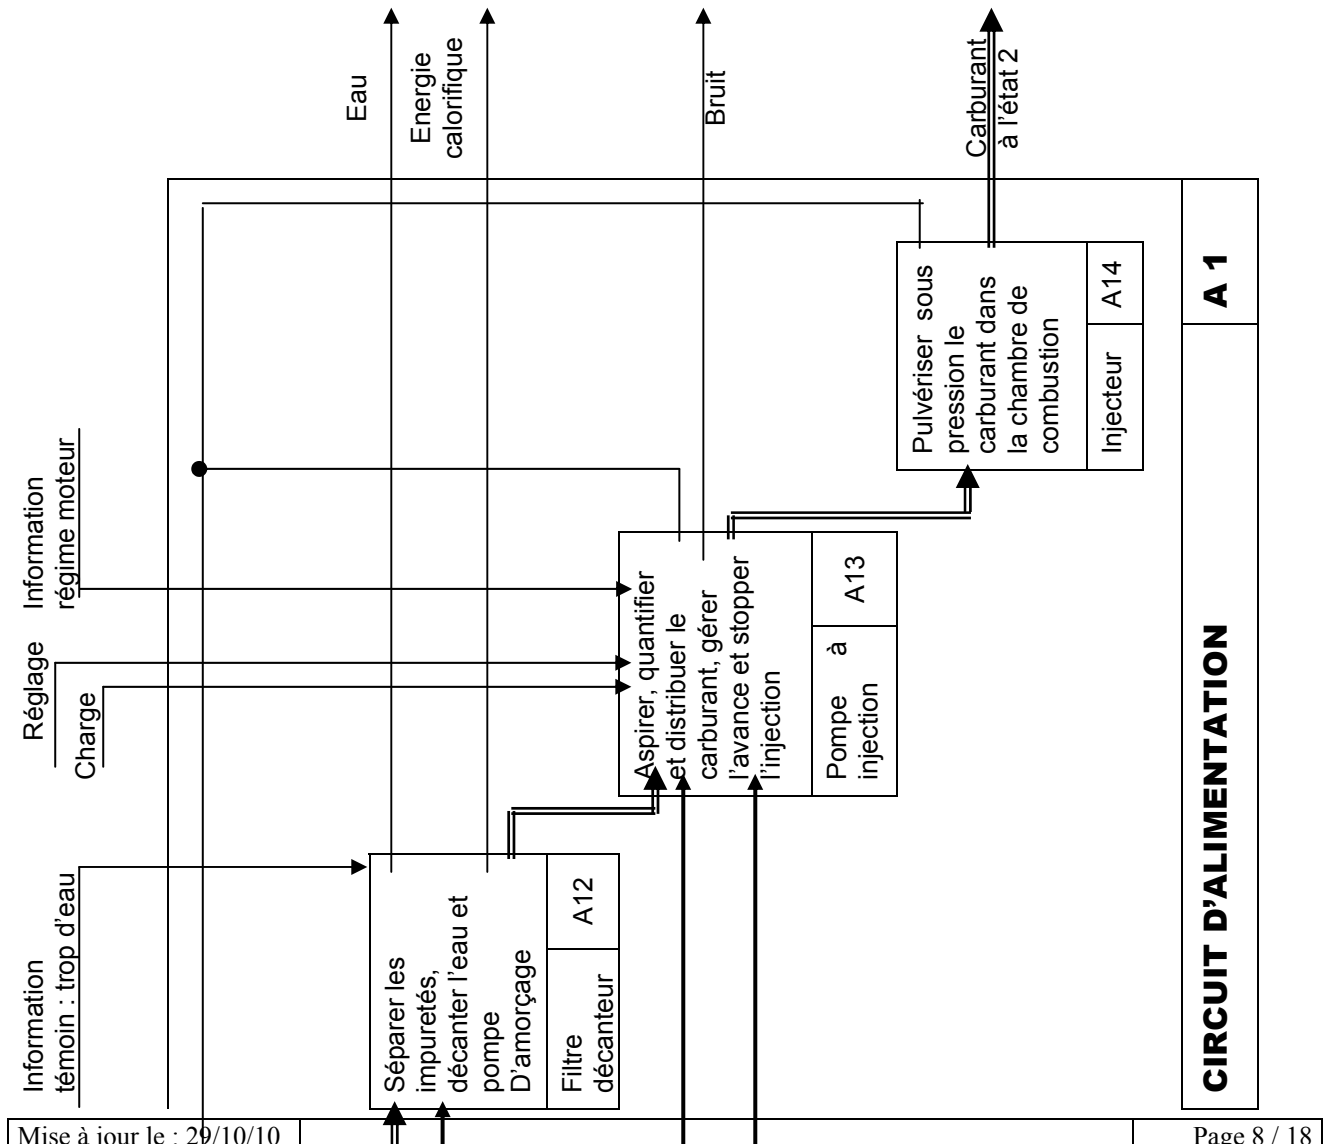 Information
témoin : trop d'eau
Réglage
Charge
Information
régime moteur
Eau
Energie
calorifique
Bruit
Carburant
à l'état 2
Séparer les
impuretés,
décanter l'eau et
pompe
D'amorçage
Filtre
décanteur
A12
Aspirer, quantifier
et distribuer le
carburant, gérer
l'avance et stopper
l'injection
Pompe à
injection
A13
Pulvériser sous
pression le
carburant dans
la chambre de
combustion
Injecteur
A14
CIRCUIT D'ALIMENTATION
A 1
Mise à jour le : 29/10/10
Page 8 / 18